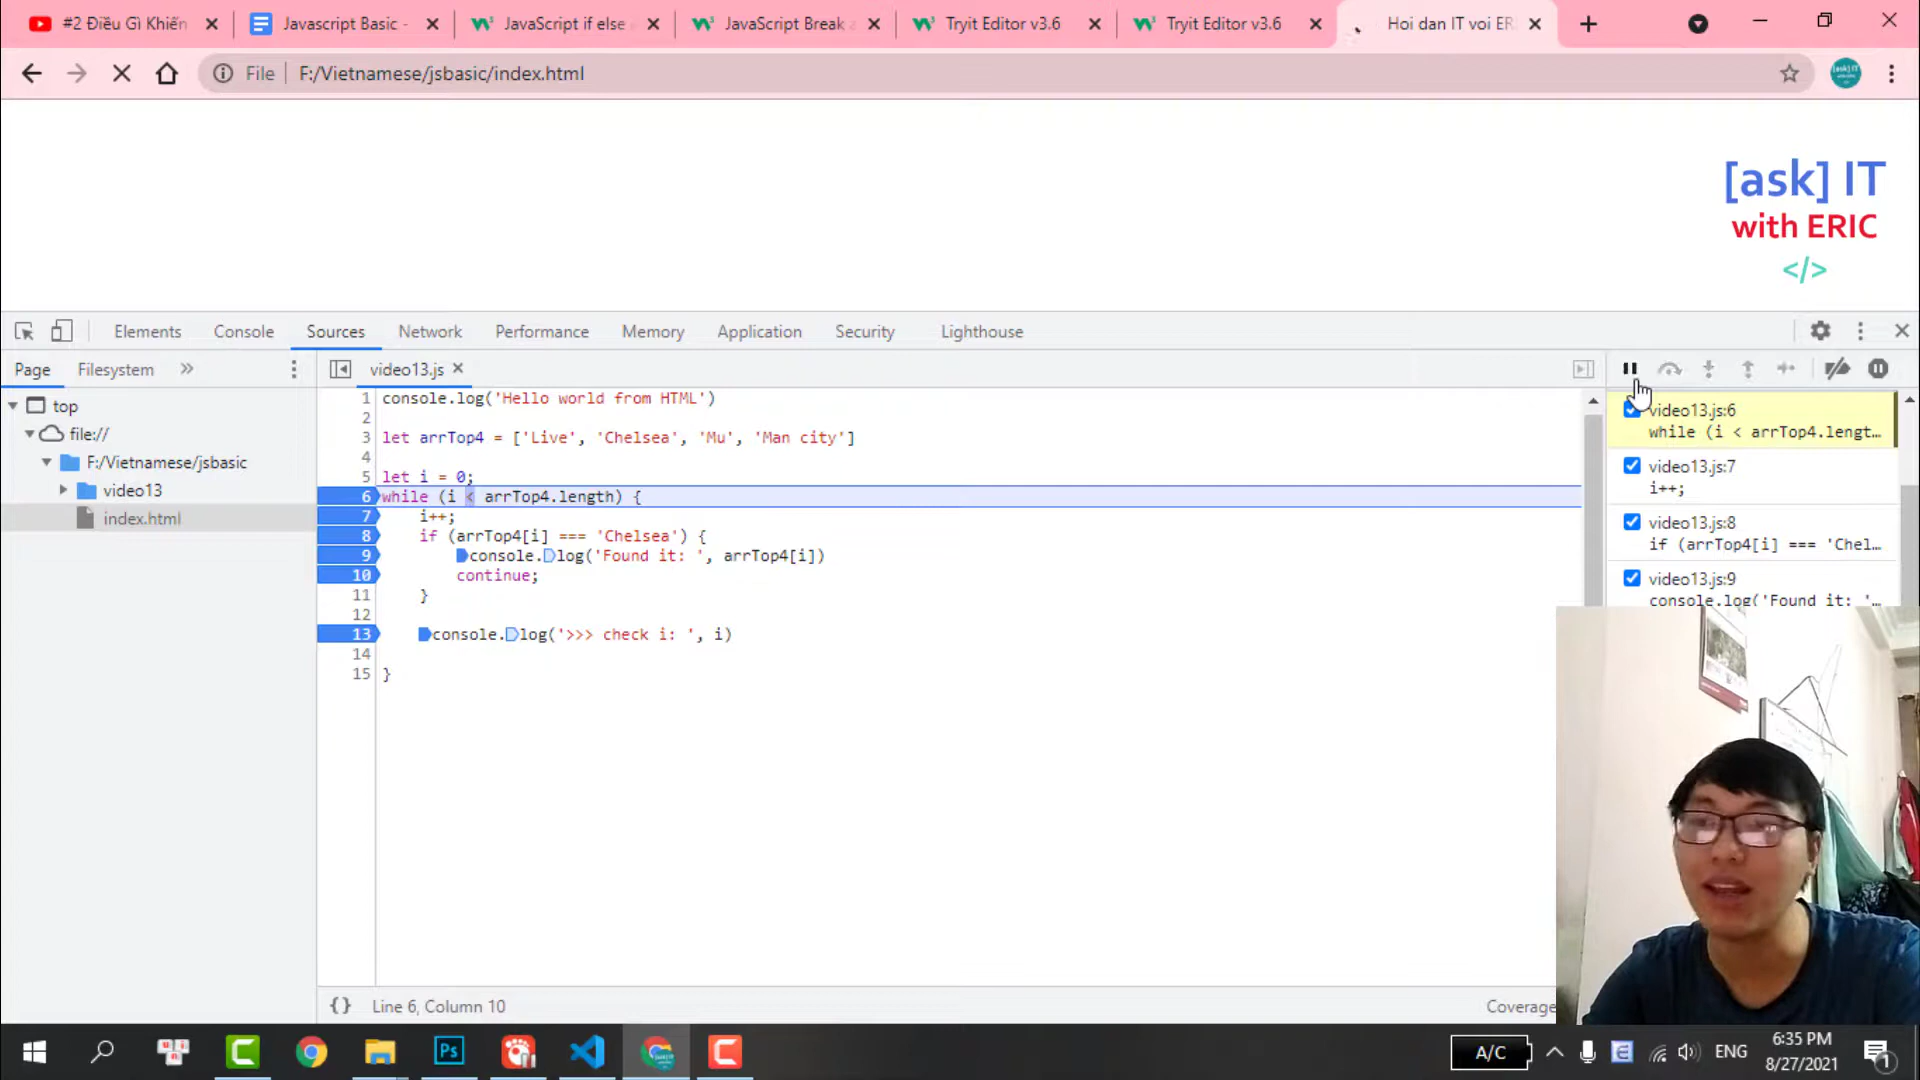 #2 Điều Gì Khiến
Javascript Basic -
JavaScript if else
JavaScript Break a
Tryit Editor v3.6
Tryit Editor v3.6
Hoi dan IT voi ER
File F:/Vietnamese/jsbasic/index.html
[ask] IT
with ERIC
</>
[ask] IT
Elements Console Sources Network Performance Memory Application Security Lighthouse
Page Filesystem »
top
file://
F:/Vietnamese/jsbasic
video13
index.html
video13.js
1 console.log('Hello world from HTML')
2
3 let arrTop4 = ['Live', 'Chelsea', 'Mu', 'Man city']
4
5 let i = 0;
6 while (i < arrTop4.length) {
7 i++;
8 if (arrTop4[i] === 'Chelsea') {
9 console.log('Found it: ', arrTop4[i])
10 continue;
11 }
12
13 console.log('>>> check i: ', i)
14
15 }
video13.js:6
while (i < arrTop4.lengt…
video13.js:7
i++;
video13.js:8
if (arrTop4[i] === 'Chel…
video13.js:9
console.log('Found it: '…
{} Line 6, Column 10
Coverage
Ps
A/C
ENG
6:35 PM
8/27/2021
1